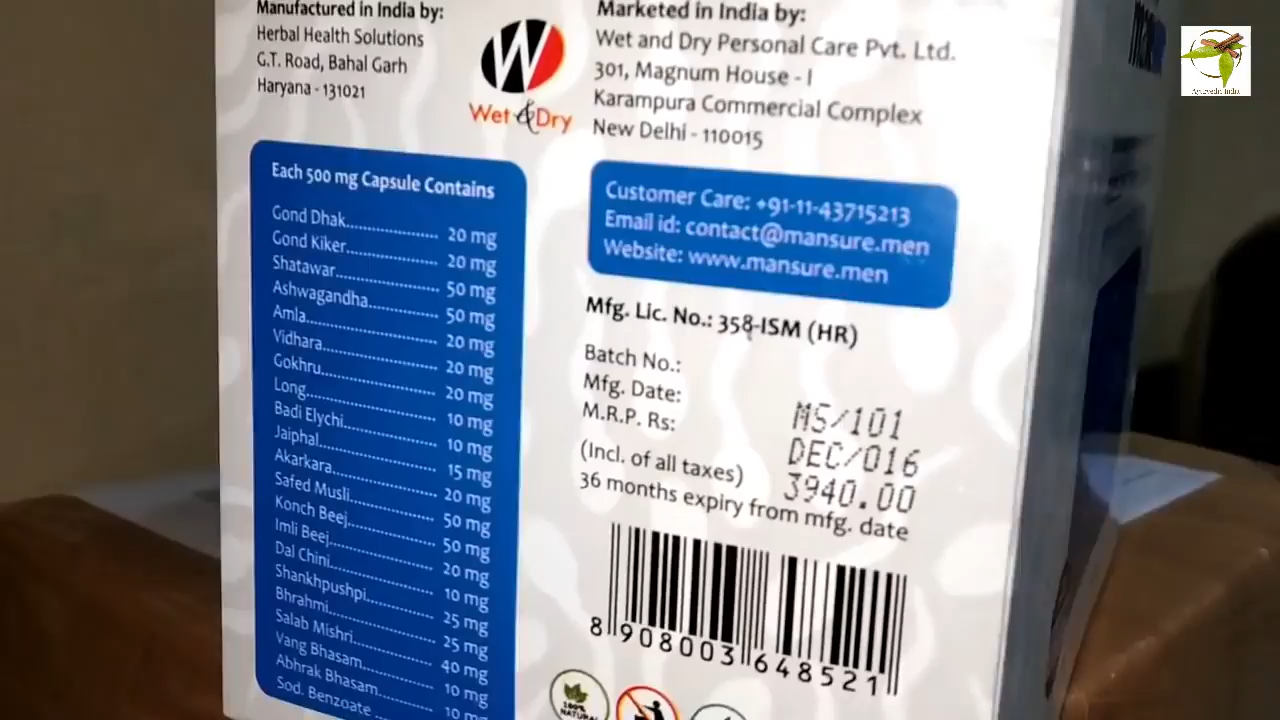 Manufactured in India by:
Herbal Health Solutions
G.T. Road, Bahal Garh
Haryana - 131021
W
Wet & Dry
Marketed in India by:
Wet and Dry Personal Care Pvt. Ltd.
301, Magnum House - I
Karampura Commercial Complex
New Delhi - 110015
Each 500 mg Capsule Contains
Gond Dhak........................ 20 mg
Gond Kiker........................ 20 mg
Shatawar........................ 50 mg
Ashwagandha................ 50 mg
Amla........................ 20 mg
Vidhara........................ 20 mg
Gokhru........................ 20 mg
Long........................ 10 mg
Badi Elychi........................ 10 mg
Jaiphal........................ 15 mg
Akarkara........................ 20 mg
Safed Musli........................ 50 mg
Konch Beej........................ 50 mg
Imli Beej........................ 20 mg
Dal Chini........................ 10 mg
Shankhpushpi................ 25 mg
Bhrahmi........................ 25 mg
Salab Mishri........................ 40 mg
Vang Bhasam................ 10 mg
Abhrak Bhasam............ 10 mg
Sod. Benzoate ...
Customer Care: +91-11-43715213
Email id: contact@mansure.men
Website: www.mansure.men
Mfg. Lic. No.: 358-ISM (HR)
Batch No.: MS/101
Mfg. Date: DEC/016
M.R.P. Rs: 3940.00
(Incl. of all taxes)
36 months expiry from mfg. date
8 908003 648521
100%
NATURAL
Ayurvedic India